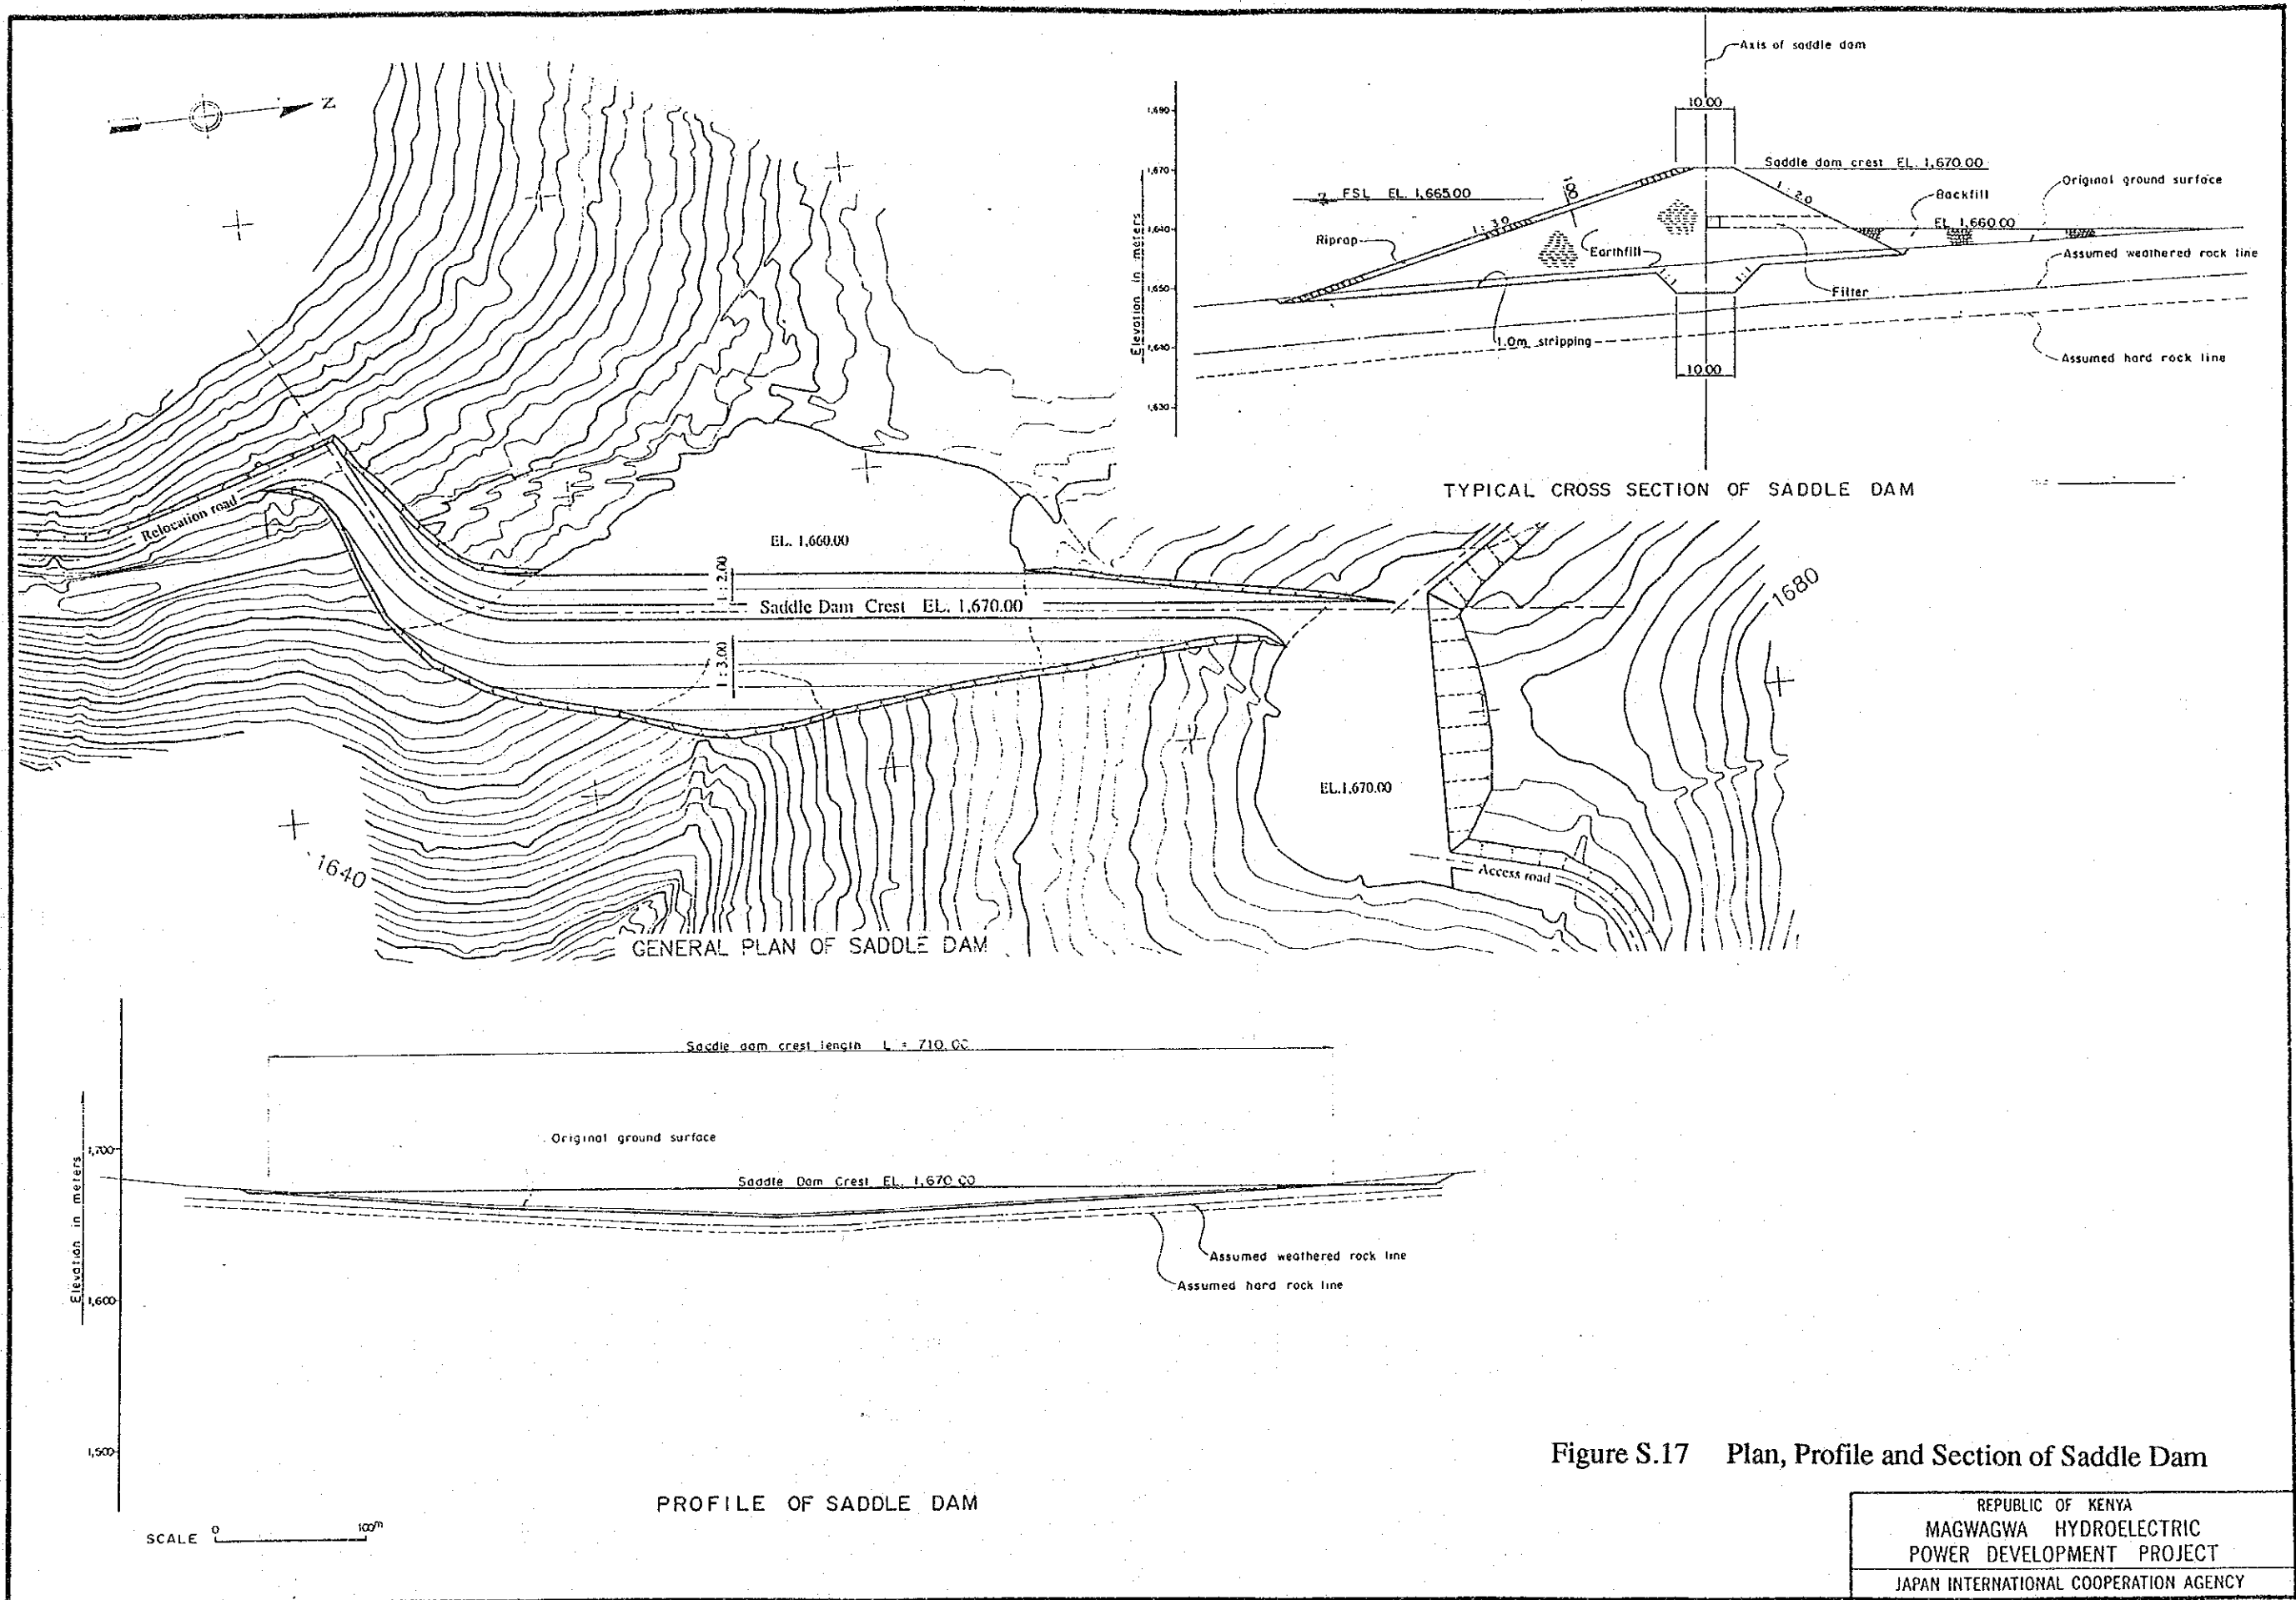 Axis of saddle dam
10.00
1,690
Saddle dam crest EL. 1,670.00
1,670
Original ground surface
1:2.0
Backfill
FSL EL. 1,665.00
1.00
1:3.0
EL. 1,660.00
1,640
Riprap
Earthfill
Assumed weathered rock line
1:1
1:1
1,650
Filter
1.0m stripping
1,640
Assumed hard rock line
10.00
1,630
Elevation in meters
TYPICAL CROSS SECTION OF SADDLE DAM
Z
Relocation road
EL. 1,660.00
1:2.00
Saddle Dam Crest EL. 1,670.00
1:3.00
1680
EL.1,670.00
Access road
1640
GENERAL PLAN OF SADDLE DAM
Saddle dam crest length L = 710.00
Original ground surface
1,700
Saddle Dam Crest EL. 1,670.00
Elevation in meters
Assumed weathered rock line
Assumed hard rock line
1,600
1,500
PROFILE OF SADDLE DAM
SCALE 0 100m
Figure S.17 Plan, Profile and Section of Saddle Dam
REPUBLIC OF KENYA
MAGWAGWA HYDROELECTRIC
POWER DEVELOPMENT PROJECT
JAPAN INTERNATIONAL COOPERATION AGENCY